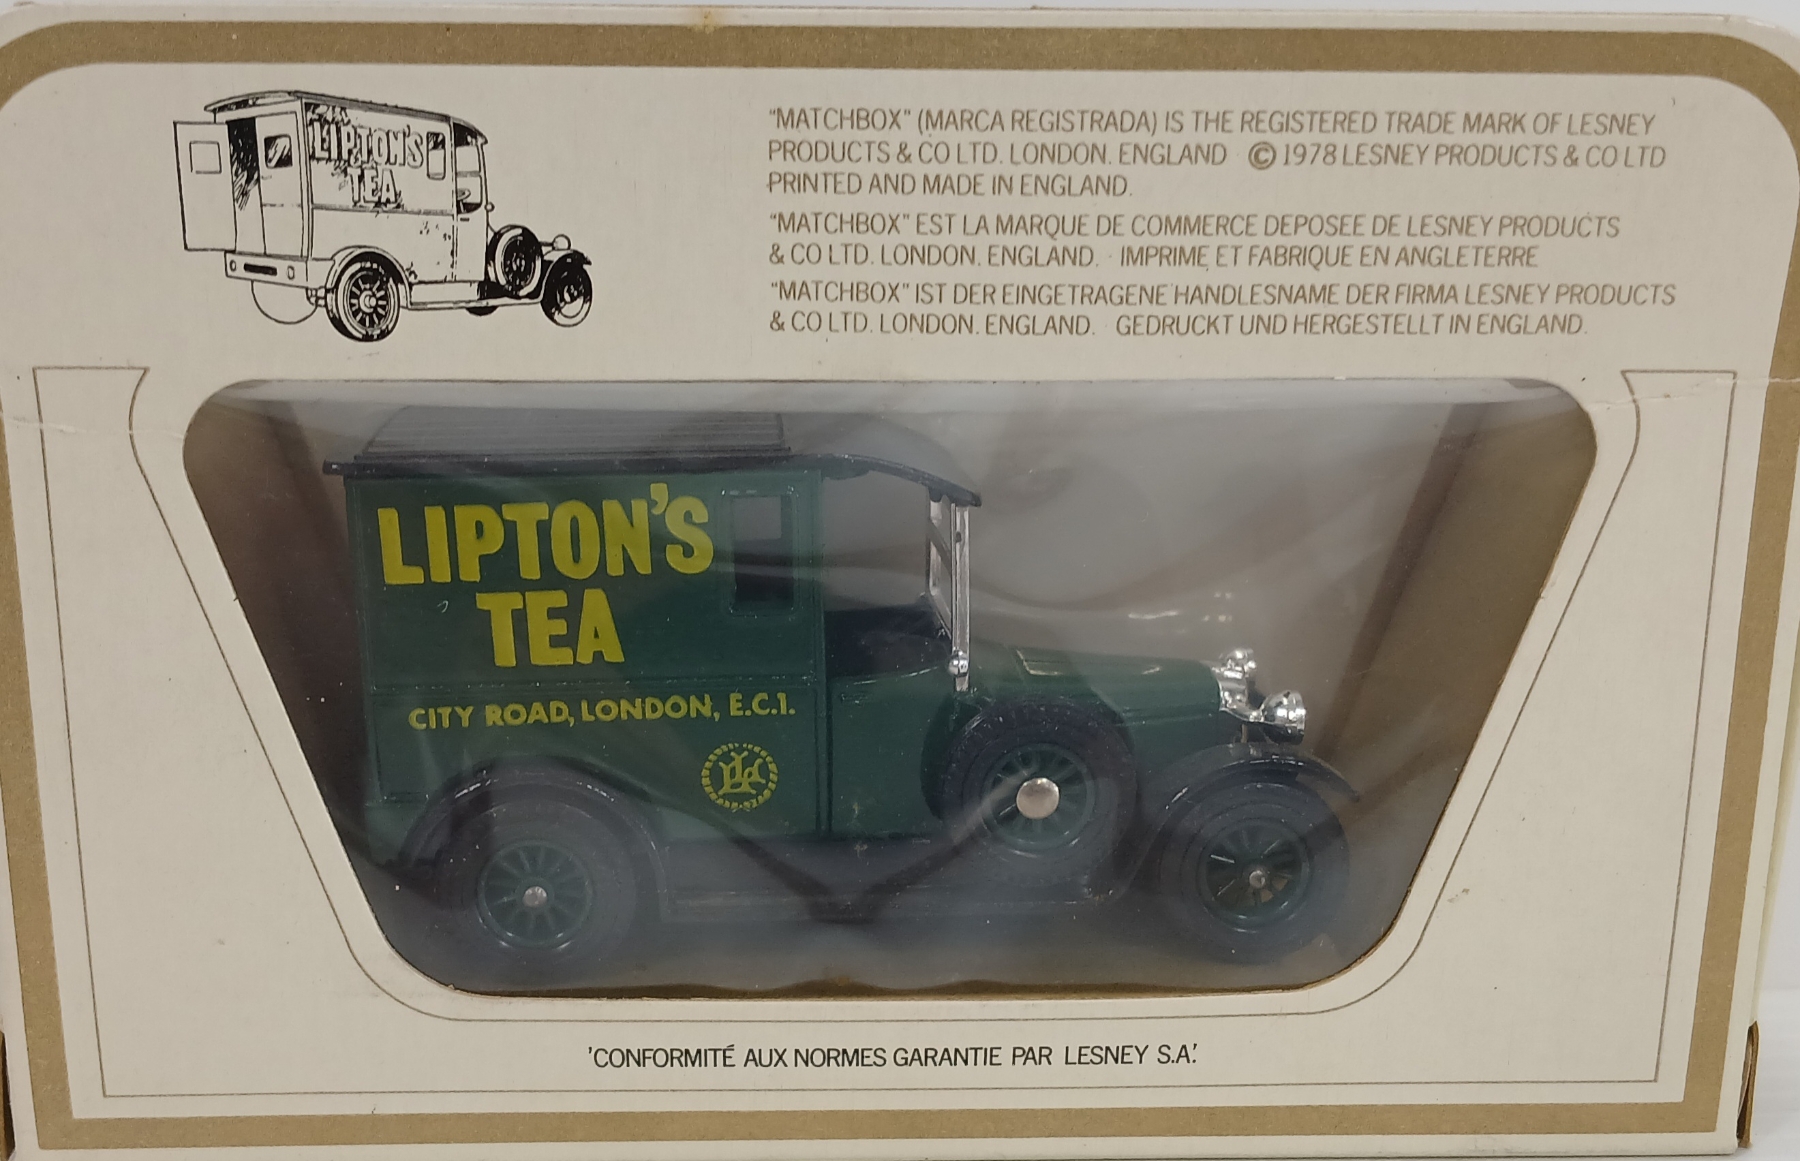 LIPTON'S
TEA
"MATCHBOX" (MARCA REGISTRADA) IS THE REGISTERED TRADE MARK OF LESNEY
PRODUCTS & CO LTD. LONDON. ENGLAND © 1978 LESNEY PRODUCTS & CO LTD
PRINTED AND MADE IN ENGLAND.
"MATCHBOX" EST LA MARQUE DE COMMERCE DEPOSEE DE LESNEY PRODUCTS
& CO LTD. LONDON. ENGLAND. IMPRIME ET FABRIQUE EN ANGLETERRE
"MATCHBOX" IST DER EINGETRAGENE HANDLESNAME DER FIRMA LESNEY PRODUCTS
& CO LTD. LONDON. ENGLAND. GEDRUCKT UND HERGESTELLT IN ENGLAND.
LIPTON'S
TEA
CITY ROAD, LONDON, E.C.1.
'CONFORMITÉ AUX NORMES GARANTIE PAR LESNEY S.A.'